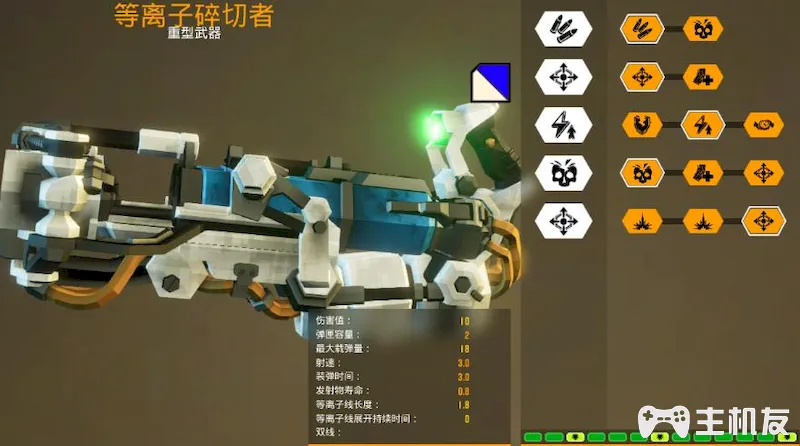 等离子碎切者
重型武器
伤害值： 10
弹匣容量： 2
最大载弹量： 18
射速： 3.0
装弹时间： 3.0
发射物寿命： 0.8
等离子线长度： 1.8
等离子线展开持续时间： 0
双线：
主机友